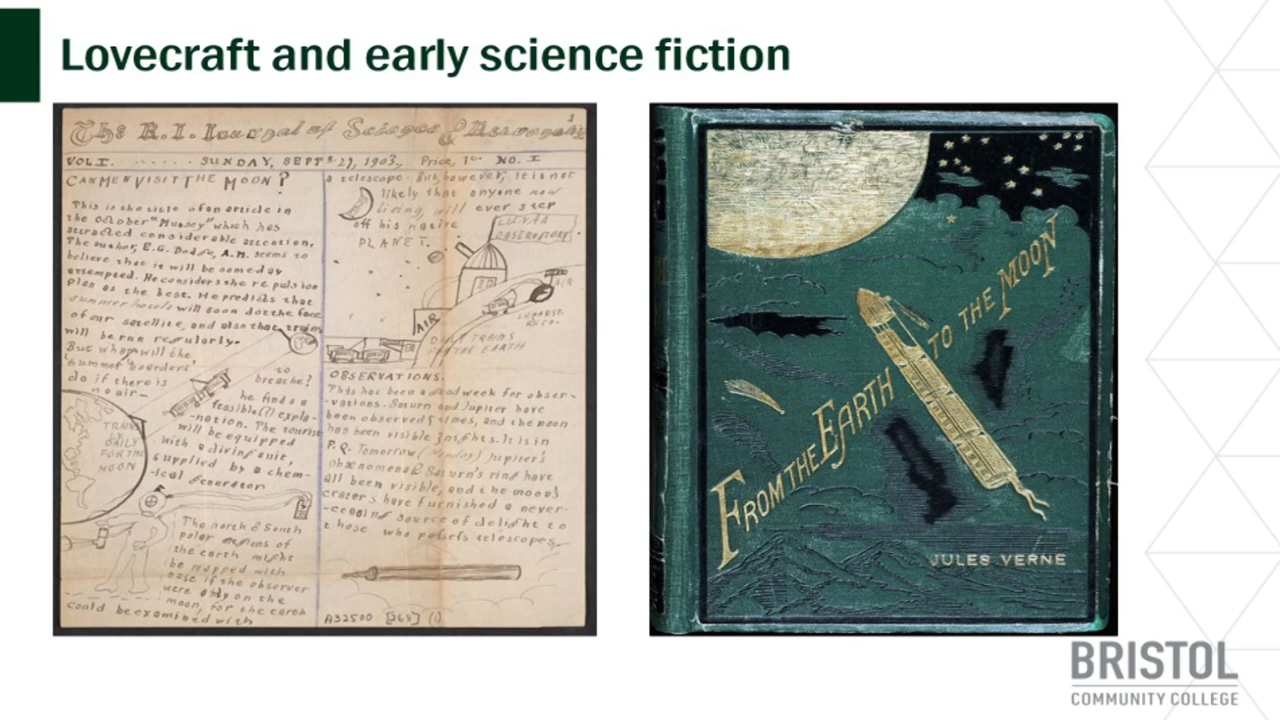 Lovecraft and early science fiction
The R.I. Journal of Science & Astronomy
1
VOL I. SUNDAY, SEPT 27, 1903, Price, 1¢ NO. I
CAN MEN VISIT THE MOON?
This is the title of an article in
the October "Munsey" which has
attracted considerable attention.
The author, E.G. Dodge, A.M. seems to
believe that it will be someday
attempted. He considers the repulsion
plan as the best. He predicts that
summer hotels will soon dot the face
of our satellite, and also that trains
will be run regularly.
But whom will the
summer "boarders"
do if there is
no air—
to
breathe?
he finds a
feasible(?) expla-
-nation. The tourist
will be equipped
with a diving suit,
supplied by a chem-
-ical generator
TRAINS
DAILY
FOR THE
MOON
The north & South
polar regions of
the earth might
be mapped with
ease if the observer
were only on the
moon, for the earth
could be examined with
a telescope. But, however, it is not
likely that anyone now
living, will ever step
off his native
PLANET.
LUNAR
OBSERVATORY
AIR
AIR
TRAINS
THE EARTH
OBSERVATIONS.
This has been a good week for obser-
-vations. Saturn and Jupiter have
been observed 5 times, and the moon
has been visible 3 nights. It is in
F.Q. Tomorrow (Monday) Jupiter's
phænomena & Saturn's ring have
all been visible, and the moon's
craters have furnished a never-
-ceasing source of delight to
those who possess telescopes.
A32500 [265] (1)
FROM THE EARTH
TO THE MOON
JULES VERNE
BRISTOL
COMMUNITY COLLEGE